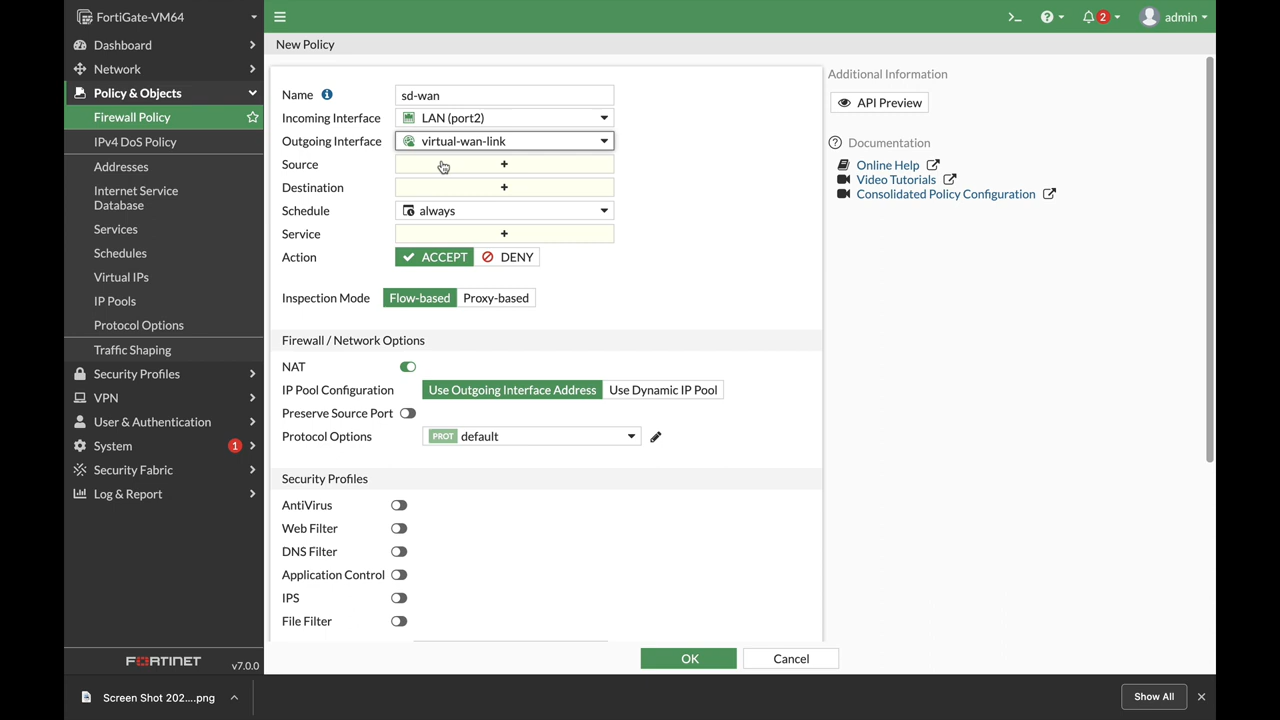 FortiGate-VM64
2
admin
Dashboard
Network
Policy & Objects
Firewall Policy
IPv4 DoS Policy
Addresses
Internet Service
Database
Services
Schedules
Virtual IPs
IP Pools
Protocol Options
Traffic Shaping
Security Profiles
VPN
User & Authentication
System 1
Security Fabric
Log & Report
FORTINET v7.0.0
New Policy
Name sd-wan
Incoming Interface LAN (port2)
Outgoing Interface virtual-wan-link
Source +
Destination +
Schedule always
Service +
Action ACCEPT DENY
Inspection Mode Flow-based Proxy-based
Firewall / Network Options
NAT
IP Pool Configuration Use Outgoing Interface Address Use Dynamic IP Pool
Preserve Source Port
Protocol Options PROT default
Security Profiles
AntiVirus
Web Filter
DNS Filter
Application Control
IPS
File Filter
OK Cancel
Additional Information
API Preview
Documentation
Online Help
Video Tutorials
Consolidated Policy Configuration
Screen Shot 202....png
Show All